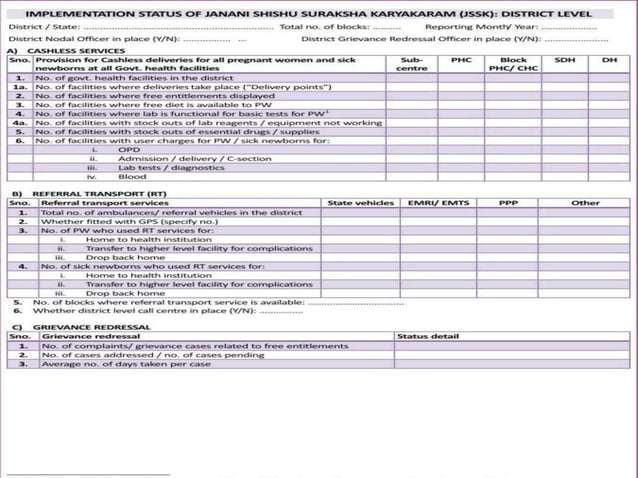 IMPLEMENTATION STATUS OF JANANI SHISHU SURAKSHA KARYAKARAM (JSSK): DISTRICT LEVEL
District / State: ........................ Total no. of blocks: ......... Reporting Month/ Year: ..................
District Nodal Officer in place (Y/N): .................. ... District Grievance Redressal Officer in place (Y/N): .....................
A) CASHLESS SERVICES
Sno. Provision for Cashless deliveries for all pregnant women and sick newborns at all Govt. health facilities Sub-centre PHC Block PHC/ CHC SDH DH
1. No. of govt. health facilities in the district
1a. No. of facilities where deliveries take place ("Delivery points")
2. No. of facilities where free entitlements displayed
3. No. of facilities where free diet is available to PW
4. No. of facilities where lab is functional for basic tests for PW¹
4a. No. of facilities with stock outs of lab reagents / equipment not working
5. No. of facilities with stock outs of essential drugs / supplies
6. No. of facilities with user charges for PW / sick newborns for:
i. OPD
ii. Admission / delivery / C-section
iii. Lab tests / diagnostics
iv. Blood
B) REFERRAL TRANSPORT (RT)
Sno. Referral transport services State vehicles EMRI/ EMTS PPP Other
1. Total no. of ambulances/ referral vehicles in the district
2. Whether fitted with GPS (specify no.)
3. No. of PW who used RT services for:
i. Home to health institution
ii. Transfer to higher level facility for complications
iii. Drop back home
4. No. of sick newborns who used RT services for:
i. Home to health institution
ii. Transfer to higher level facility for complications
iii. Drop back home
5. No. of blocks where referral transport service is available: ................................
6. Whether district level call centre in place (Y/N): ...............
C) GRIEVANCE REDRESSAL
Sno. Grievance redressal Status detail
1. No. of complaints/ grievance cases related to free entitlements
2. No. of cases addressed / no. of cases pending
3. Average no. of days taken per case